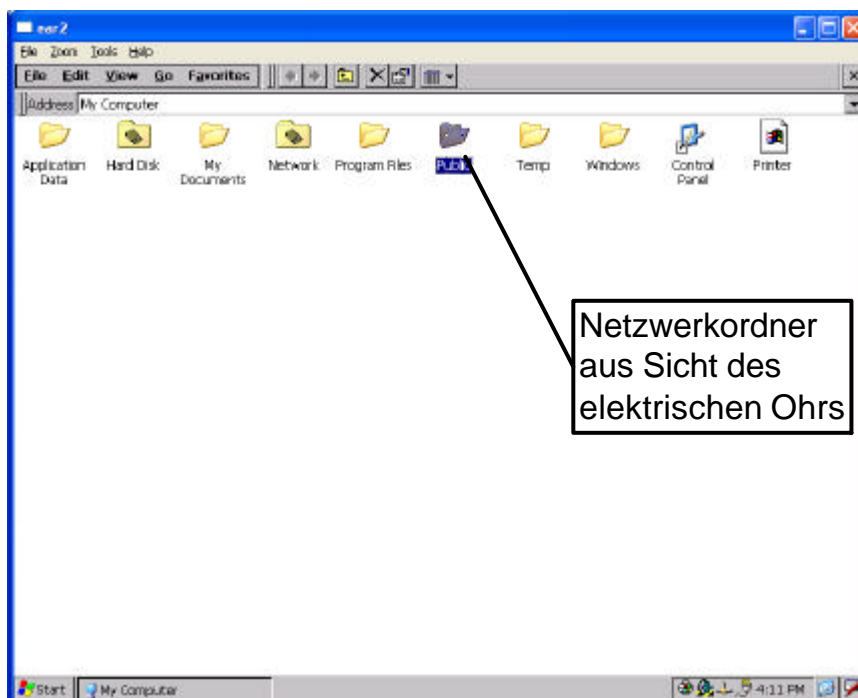 ear2
File Zoom Tools Help
File Edit View Go Favorites
Address My Computer
Application Data
Hard Disk
My Documents
Network
Program Files
Public
Temp
Windows
Control Panel
Printer
Netzwerkordner
aus Sicht des
elektrischen Ohrs
Start My Computer 4:11 PM